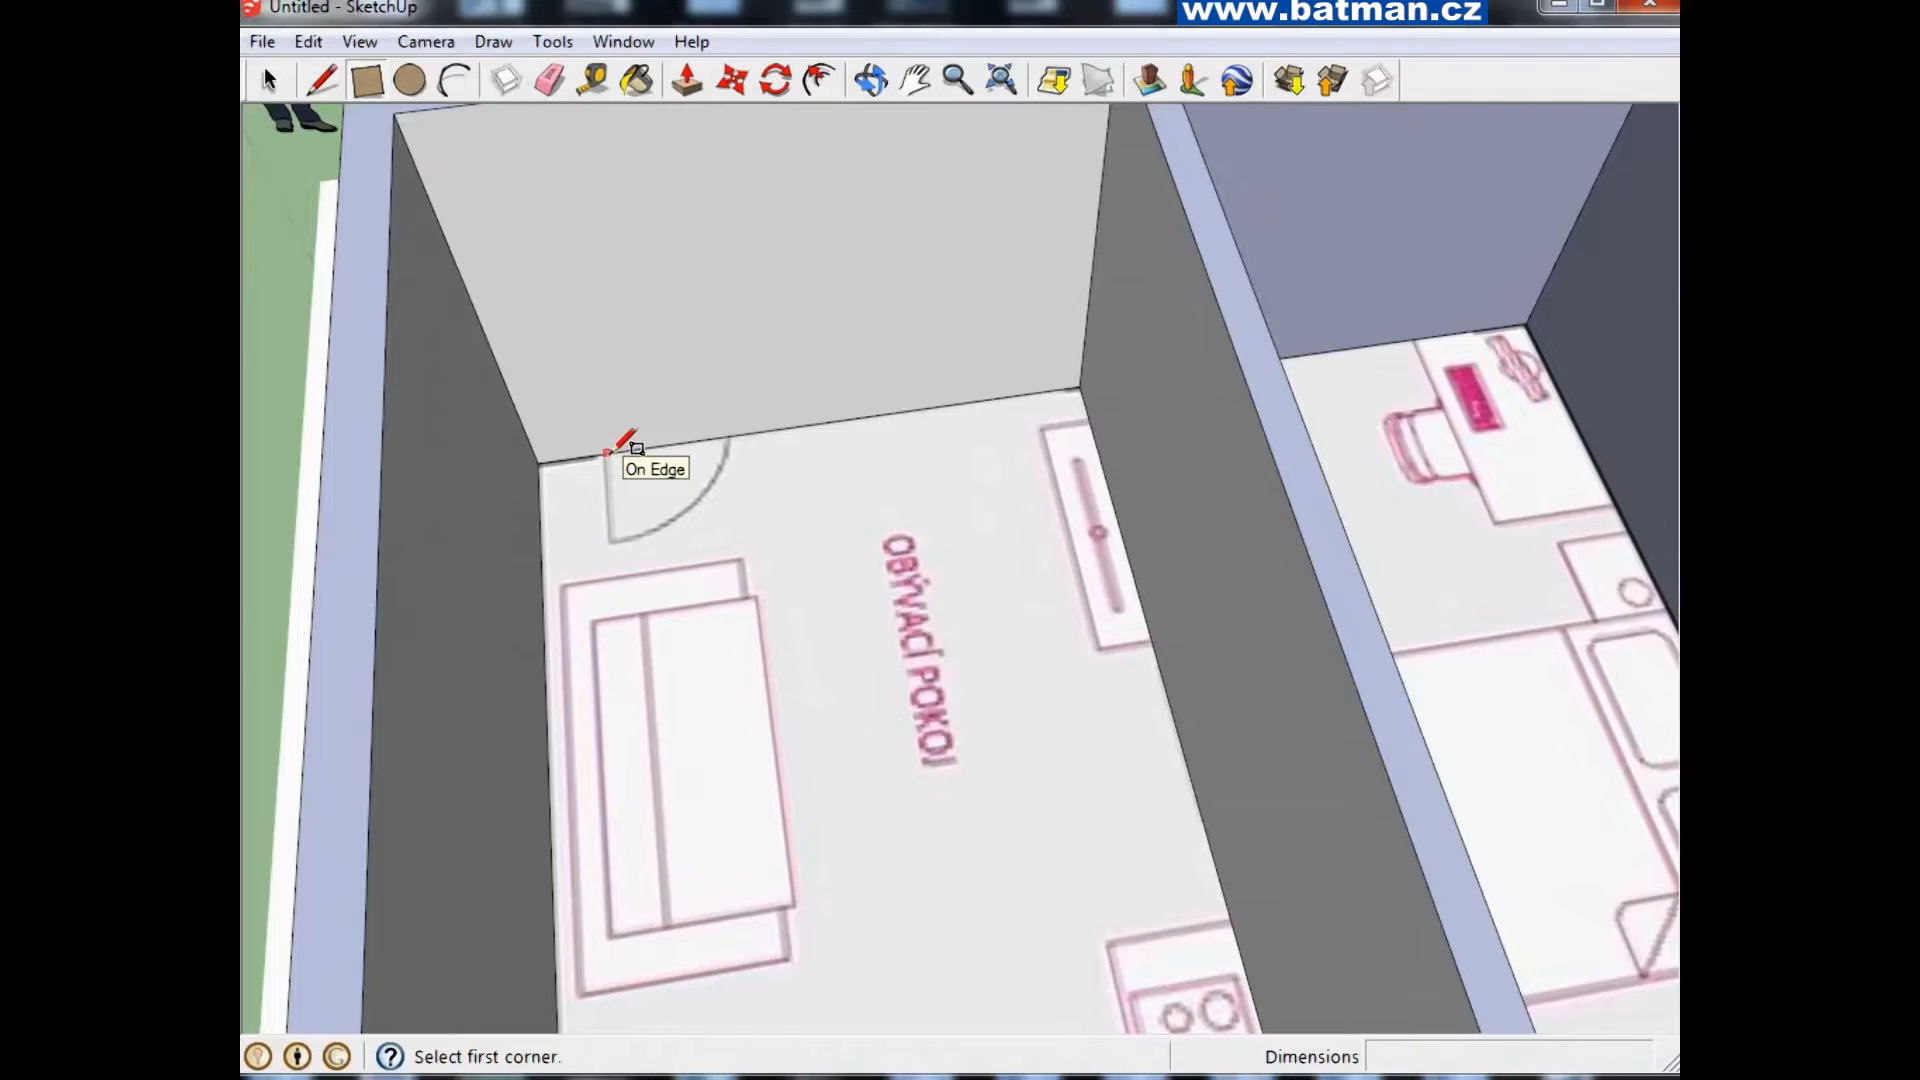 Untitled - SketchUp
www.batman.cz
File Edit View Camera Draw Tools Window Help
On Edge
OBÝVACÍ POKOJ
Select first corner.
Dimensions